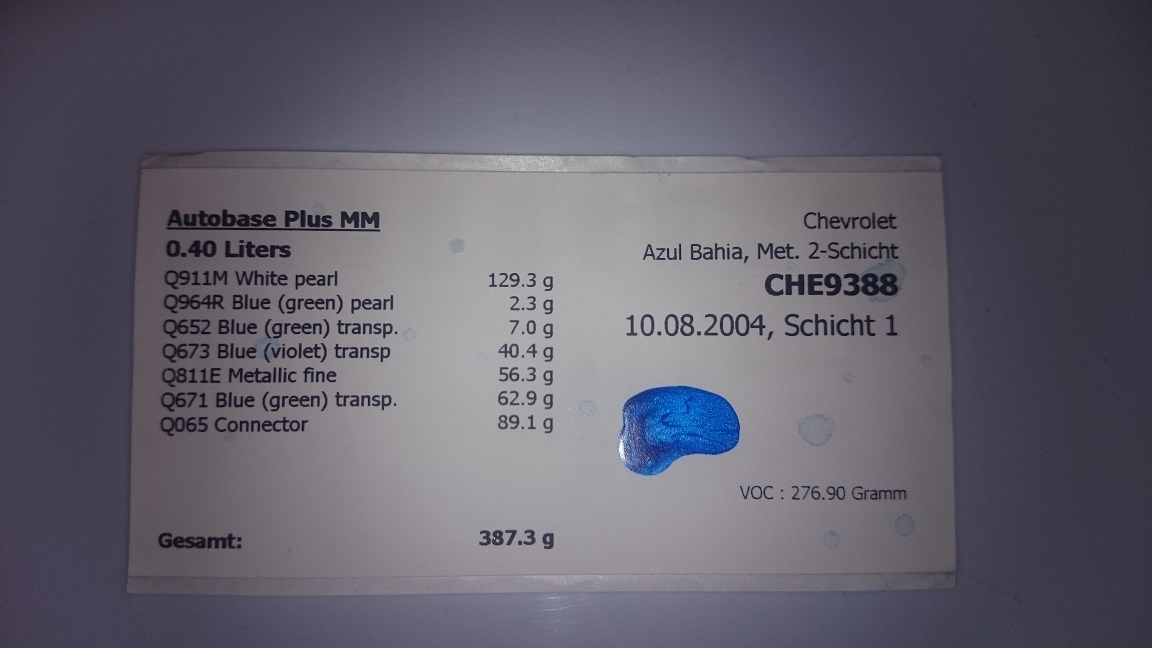 Autobase Plus MM
0.40 Liters
Q911M White pearl 129.3 g
Q964R Blue (green) pearl 2.3 g
Q652 Blue (green) transp. 7.0 g
Q673 Blue (violet) transp 40.4 g
Q811E Metallic fine 56.3 g
Q671 Blue (green) transp. 62.9 g
Q065 Connector 89.1 g
Gesamt: 387.3 g
Chevrolet
Azul Bahia, Met. 2-Schicht
CHE9388
10.08.2004, Schicht 1
VOC : 276.90 Gramm